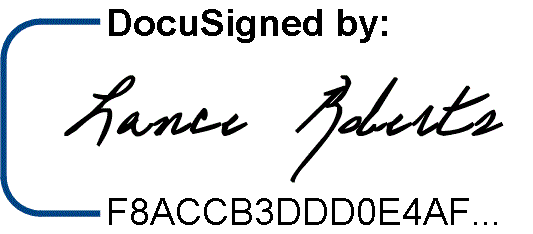 DocuSigned by:
Lance Roberts
F8ACCB3DDD0E4AF...